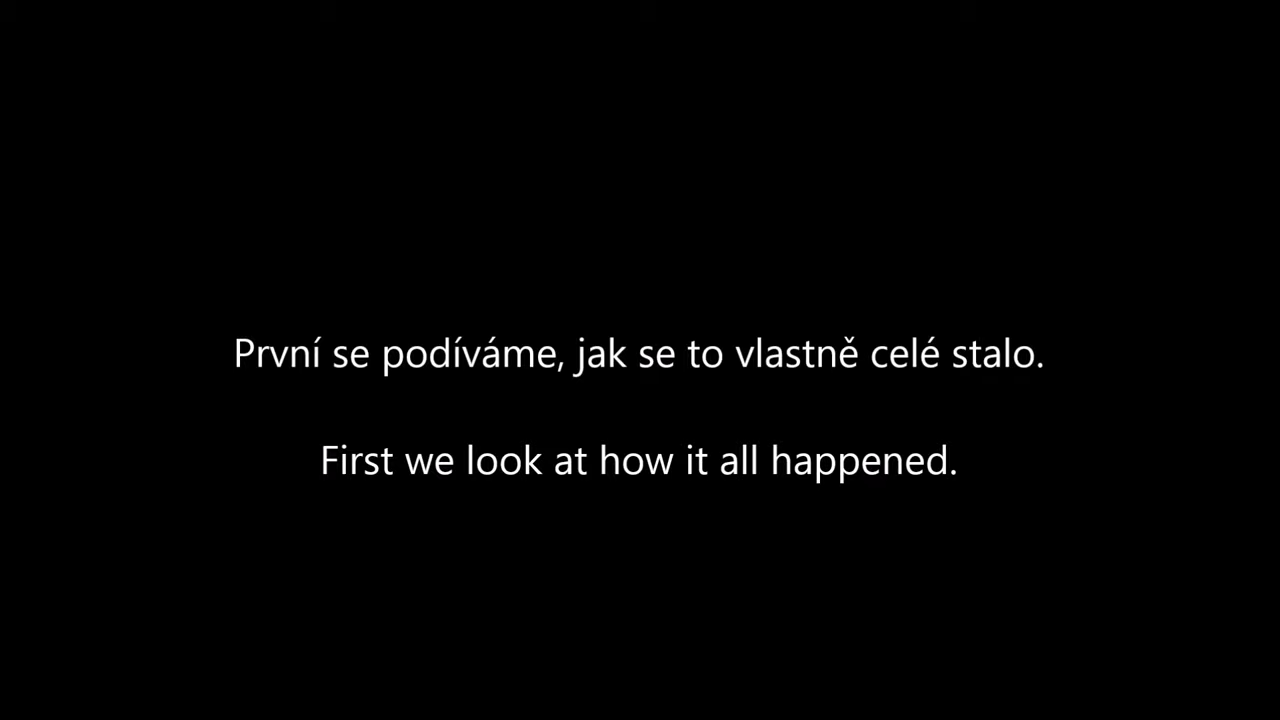 První se podíváme, jak se to vlastně celé stalo.
First we look at how it all happened.